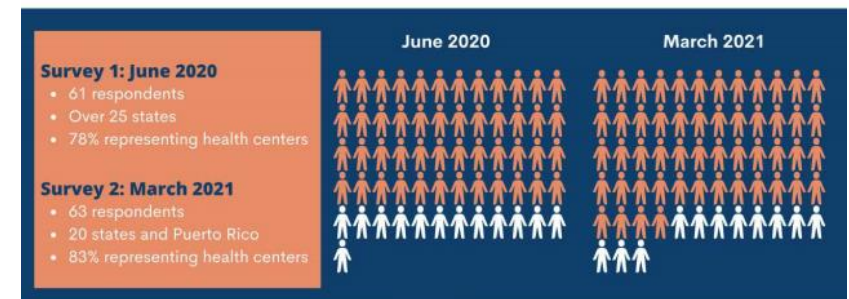 Survey 1: June 2020
• 61 respondents
• Over 25 states
• 78% representing health centers
Survey 2: March 2021
• 63 respondents
• 20 states and Puerto Rico
• 83% representing health centers
June 2020
March 2021